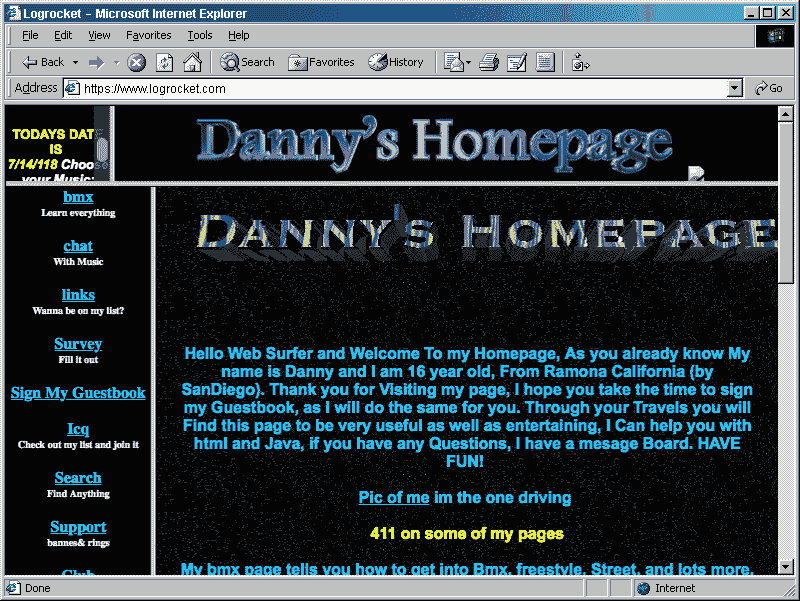 Logrocket - Microsoft Internet Explorer
File Edit View Favorites Tools Help
Back Search Favorites History
Address https://www.logrocket.com Go
TODAYS DATE
IS
7/14/118 Choose
your Music:
Danny's Homepage
bmx
Learn everything
chat
With Music
links
Wanna be on my list?
Survey
Fill it out
Sign My Guestbook
Icq
Check out my list and join it
Search
Find Anything
Support
bannes& rings
Club
DANNY'S HOMEPAGE
Hello Web Surfer and Welcome To my Homepage, As you already know My
name is Danny and I am 16 year old, From Ramona California (by
SanDiego). Thank you for Visiting my page, I hope you take the time to sign
my Guestbook, as I will do the same for you. Through your Travels you will
Find this page to be very useful as well as entertaining, I Can help you with
html and Java, if you have any Questions, I have a mesage Board. HAVE
FUN!
Pic of me im the one driving
411 on some of my pages
My bmx page tells you how to get into Bmx, freestyle, Street, and lots more.
Done Internet